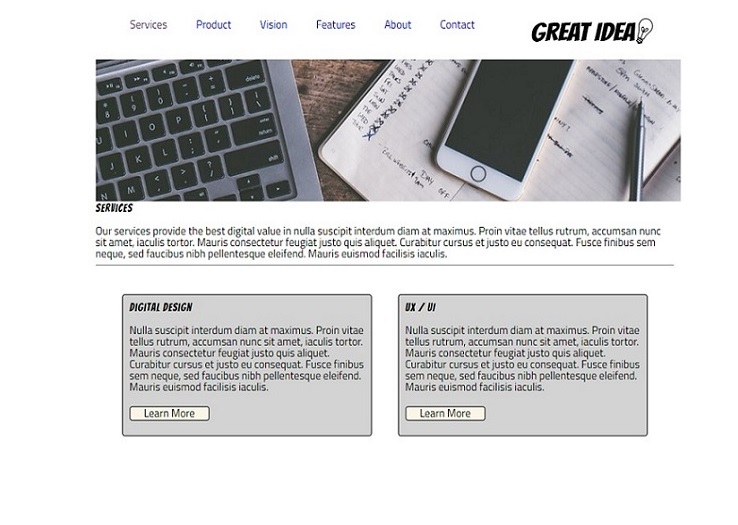 Services Product Vision Features About Contact GREAT IDEA
delete
enter
return
shift
SERVICES
Our services provide the best digital value in nulla suscipit interdum diam at maximus. Proin vitae tellus rutrum, accumsan nunc
sit amet, iaculis tortor. Mauris consectetur feugiat justo quis aliquet. Curabitur cursus et justo eu consequat. Fusce finibus sem
neque, sed faucibus nibh pellentesque eleifend. Mauris euismod facilisis iaculis.
DIGITAL DESIGN
Nulla suscipit interdum diam at maximus. Proin vitae
tellus rutrum, accumsan nunc sit amet, iaculis tortor.
Mauris consectetur feugiat justo quis aliquet.
Curabitur cursus et justo eu consequat. Fusce finibus
sem neque, sed faucibus nibh pellentesque eleifend.
Mauris euismod facilisis iaculis.
Learn More
UX / UI
Nulla suscipit interdum diam at maximus. Proin vitae
tellus rutrum, accumsan nunc sit amet, iaculis tortor.
Mauris consectetur feugiat justo quis aliquet.
Curabitur cursus et justo eu consequat. Fusce finibus
sem neque, sed faucibus nibh pellentesque eleifend.
Mauris euismod facilisis iaculis.
Learn More